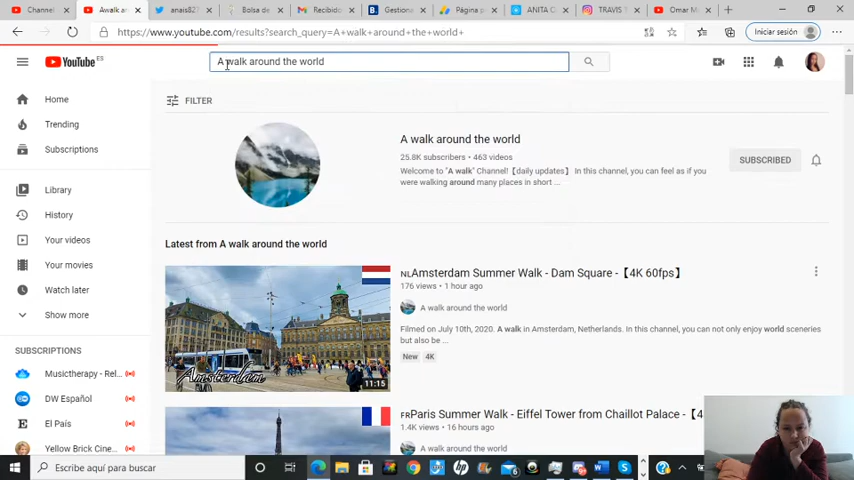 Channel
Awalk ar
anais82
Bolsa de
Recibido
Gestiona
Página p
ANITA C
TRAVIS T
Omar M
https://www.youtube.com/results?search_query=A+walk+around+the+world+
Iniciar sesión
YouTube ES
A walk around the world
Home
Trending
Subscriptions
Library
History
Your videos
Your movies
Watch later
Show more
SUBSCRIPTIONS
Musictherapy - Rel...
DW Español
El País
Yellow Brick Cine...
FILTER
A walk around the world
25.8K subscribers • 463 videos
Welcome to "A walk" Channel!【daily updates】 In this channel, you can feel as if you
were walking around many places in short ...
SUBSCRIBED
Latest from A walk around the world
NLAmsterdam Summer Walk - Dam Square -【4K 60fps】
176 views • 1 hour ago
A walk around the world
Filmed on July 10th, 2020. A walk in Amsterdam, Netherlands. In this channel, you can not only enjoy world sceneries
but also be ...
New 4K
Amsterdam
11:15
FRParis Summer Walk - Eiffel Tower from Chaillot Palace -【4
1.4K views • 16 hours ago
A walk around the world
Escribe aquí para buscar